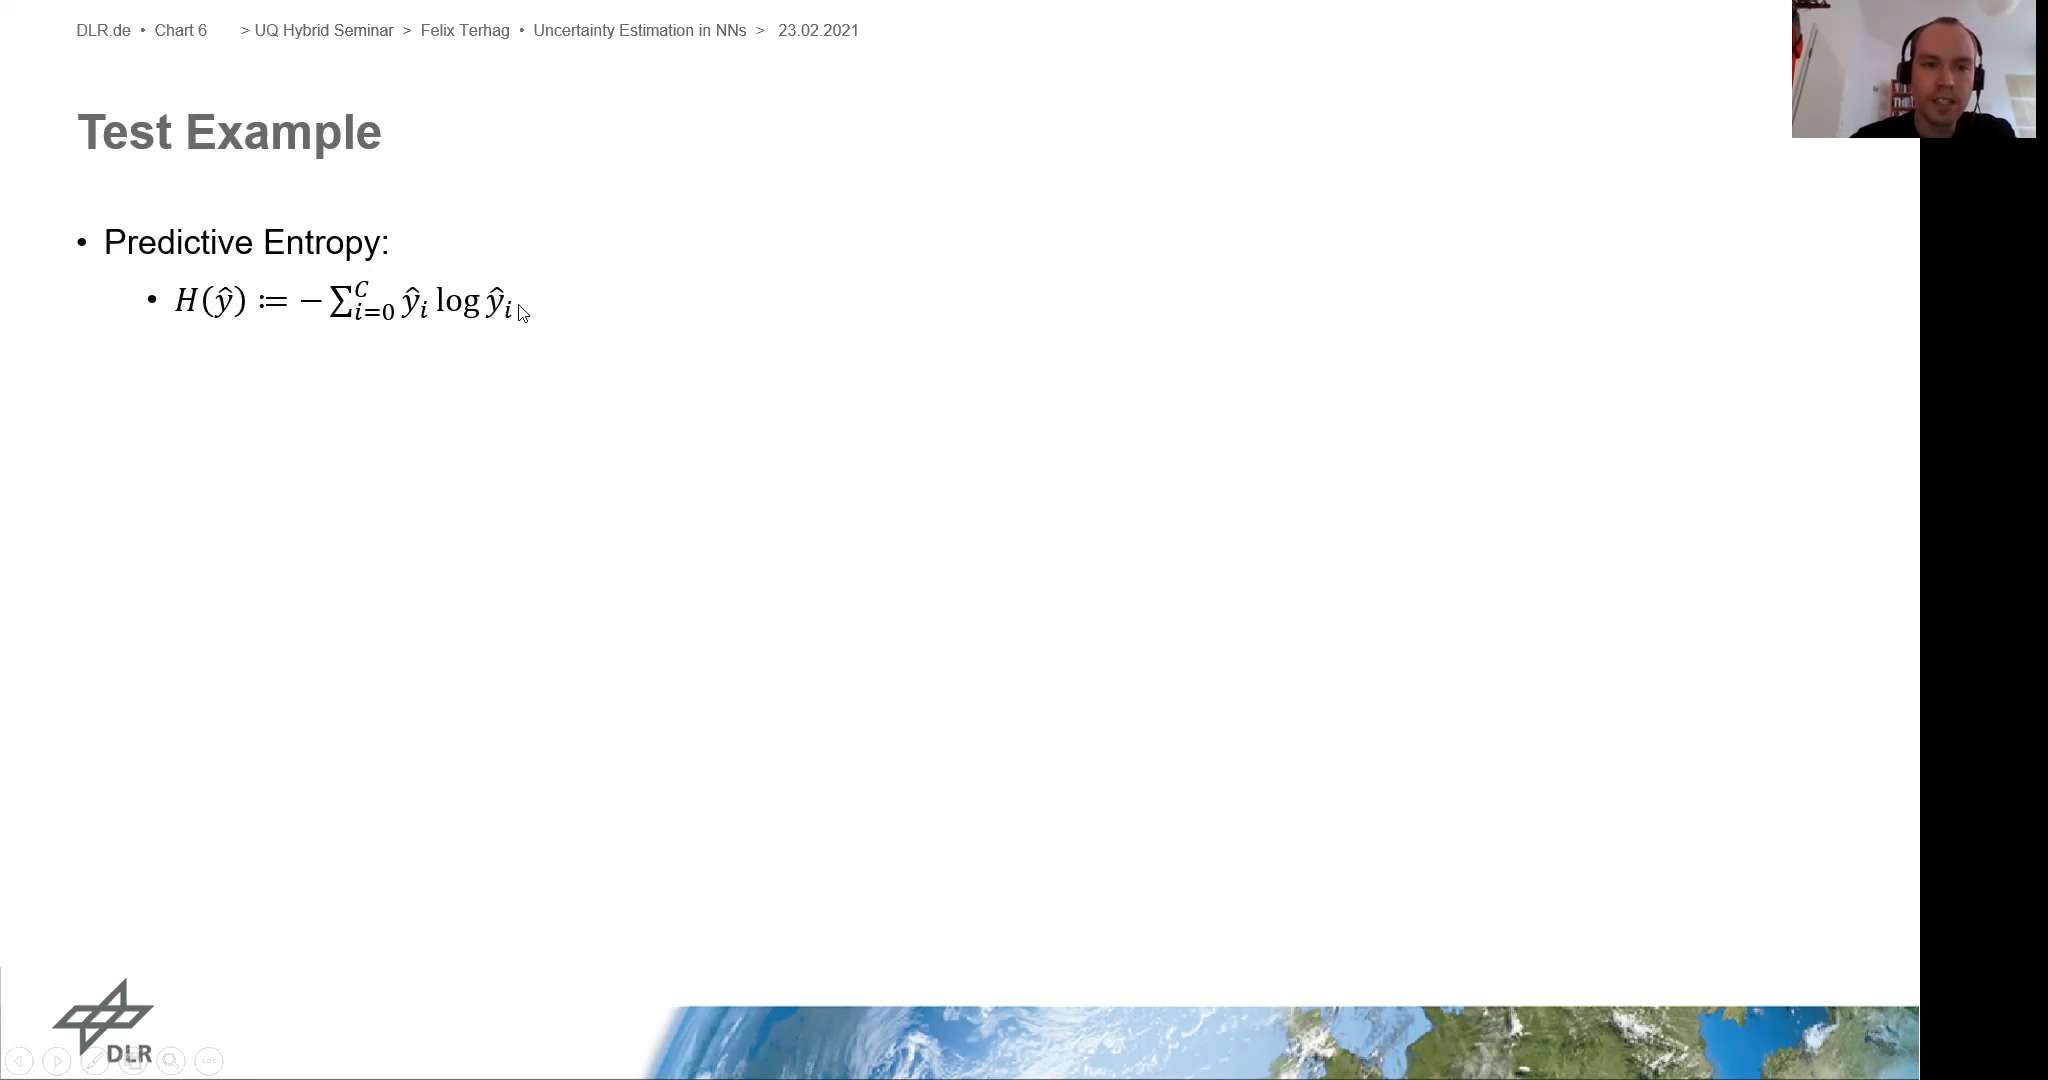 DLR.de • Chart 6 > UQ Hybrid Seminar > Felix Terhag • Uncertainty Estimation in NNs > 23.02.2021
Test Example
• Predictive Entropy:
• H(ŷ) ≔ − ∑_{i=0}^{C} ŷ_i log ŷ_i
DLR